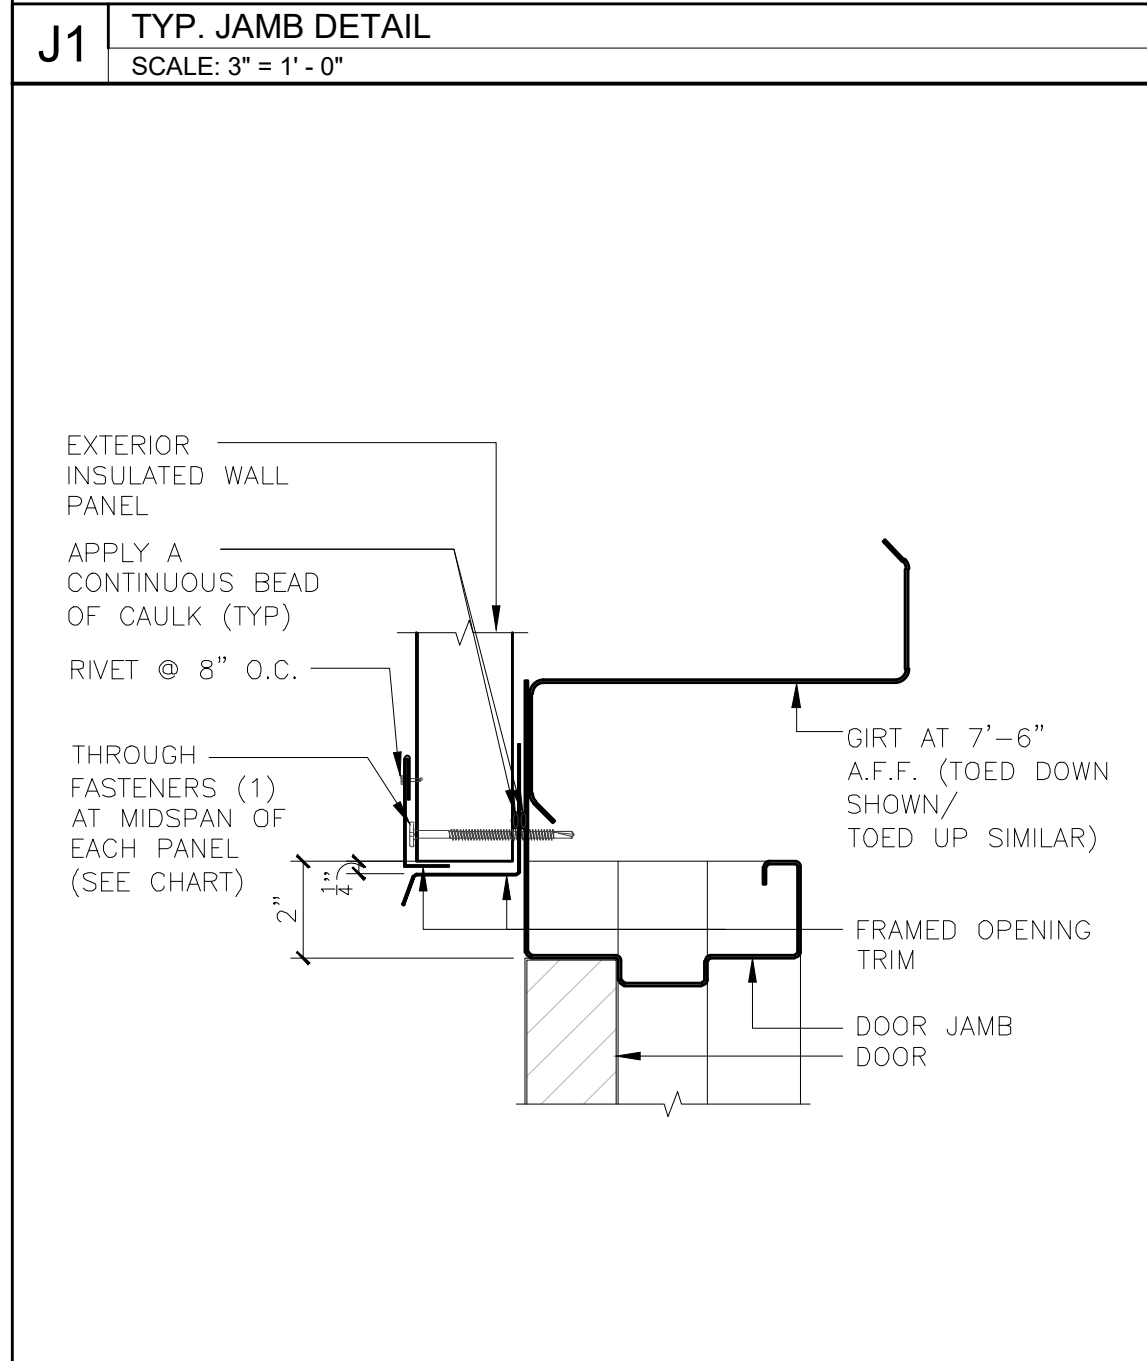 J1
TYP. JAMB DETAIL
SCALE: 3" = 1' - 0"
EXTERIOR
INSULATED WALL
PANEL
APPLY A
CONTINUOUS BEAD
OF CAULK (TYP)
RIVET @ 8" O.C.
THROUGH
FASTENERS (1)
AT MIDSPAN OF
EACH PANEL
(SEE CHART)
1/4"
2"
GIRT AT 7'-6"
A.F.F. (TOED DOWN
SHOWN/
TOED UP SIMILAR)
FRAMED OPENING
TRIM
DOOR JAMB
DOOR